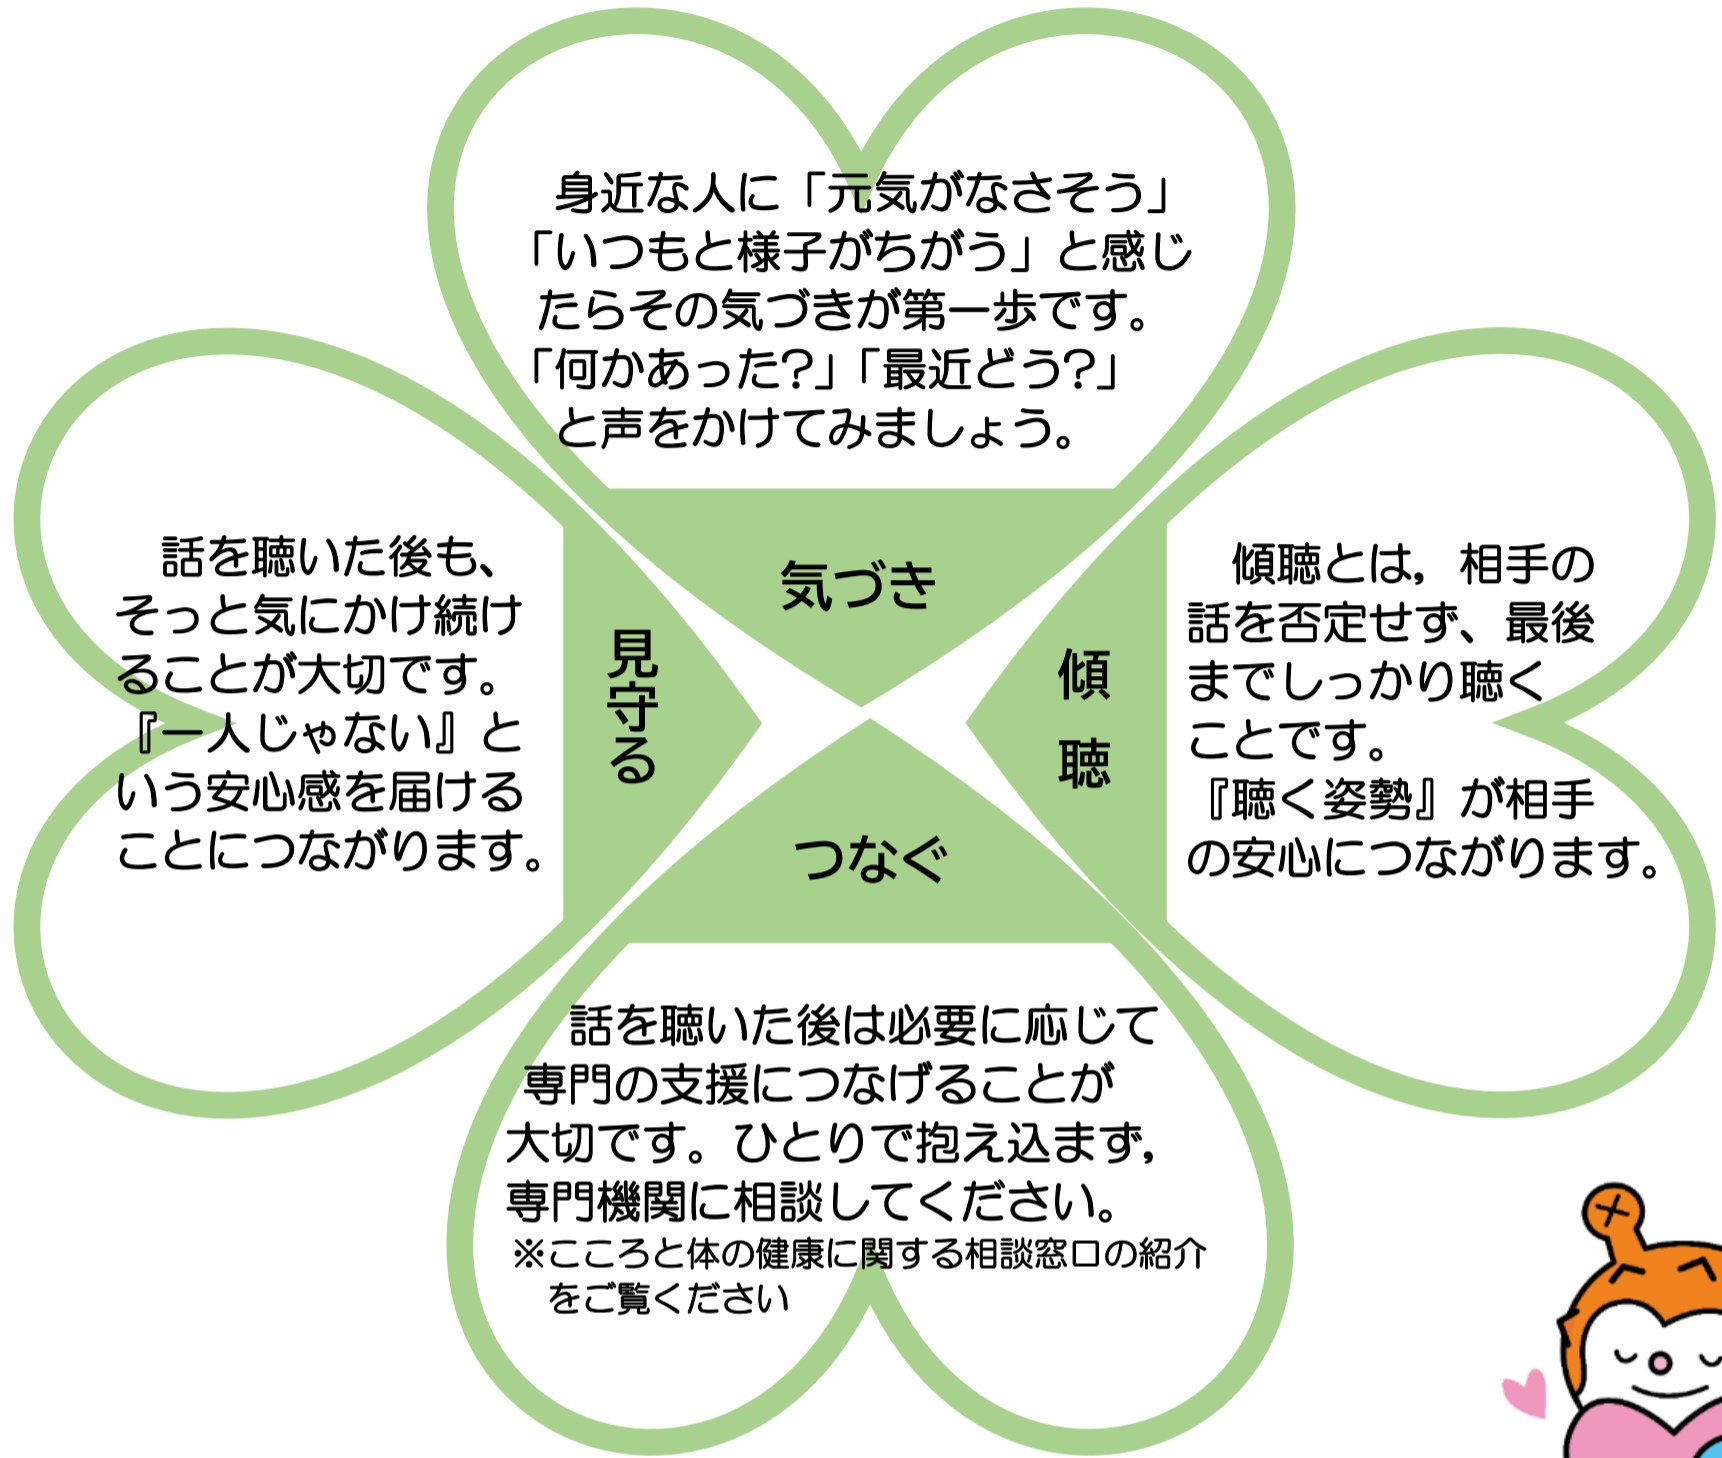 身近な人に「元気がなさそう」
「いつもと様子がちがう」と感じ
たらその気づきが第一歩です。
「何かあった?」「最近どう?」
と声をかけてみましょう。
気づき
傾聴
傾聴とは，相手の
話を否定せず、最後
までしっかり聴く
ことです。
『聴く姿勢』が相手
の安心につながります。
つなぐ
話を聴いた後は必要に応じて
専門の支援につなげることが
大切です。ひとりで抱え込まず，
専門機関に相談してください。
※こころと体の健康に関する相談窓口の紹介
をご覧ください
見守る
話を聴いた後も、
そっと気にかけ続け
ることが大切です。
『一人じゃない』と
いう安心感を届ける
ことにつながります。